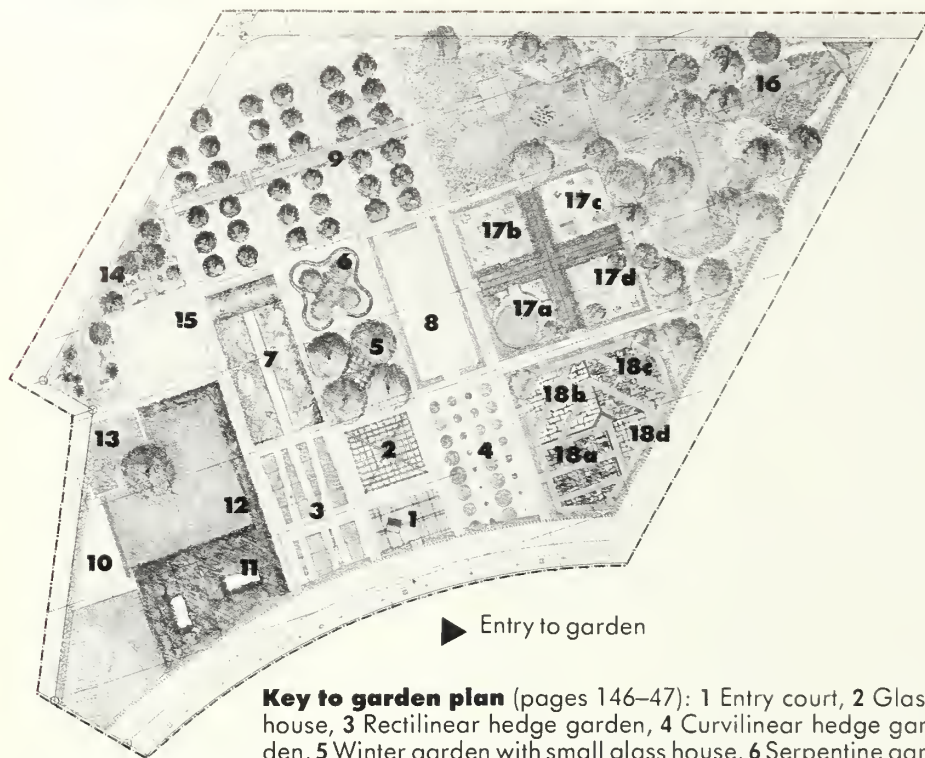 16
9
17c
17b
14
6
17d
17a
15
8
5
7
18c
18b
13
2
4
18d
18a
12
3
1
10
11
Entry to garden
Key to garden plan (pages 146–47): 1 Entry court, 2 Glas
house, 3 Rectilinear hedge garden, 4 Curvilinear hedge gar
den, 5 Winter garden with small glass house, 6 Serpentine gar